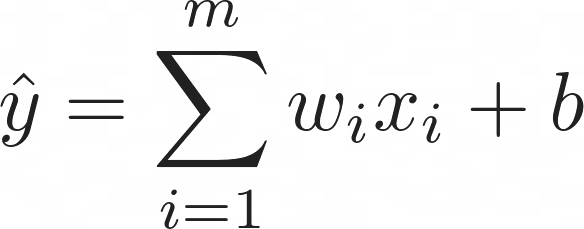 ŷ = ∑_{i=1}^{m} w_i x_i + b